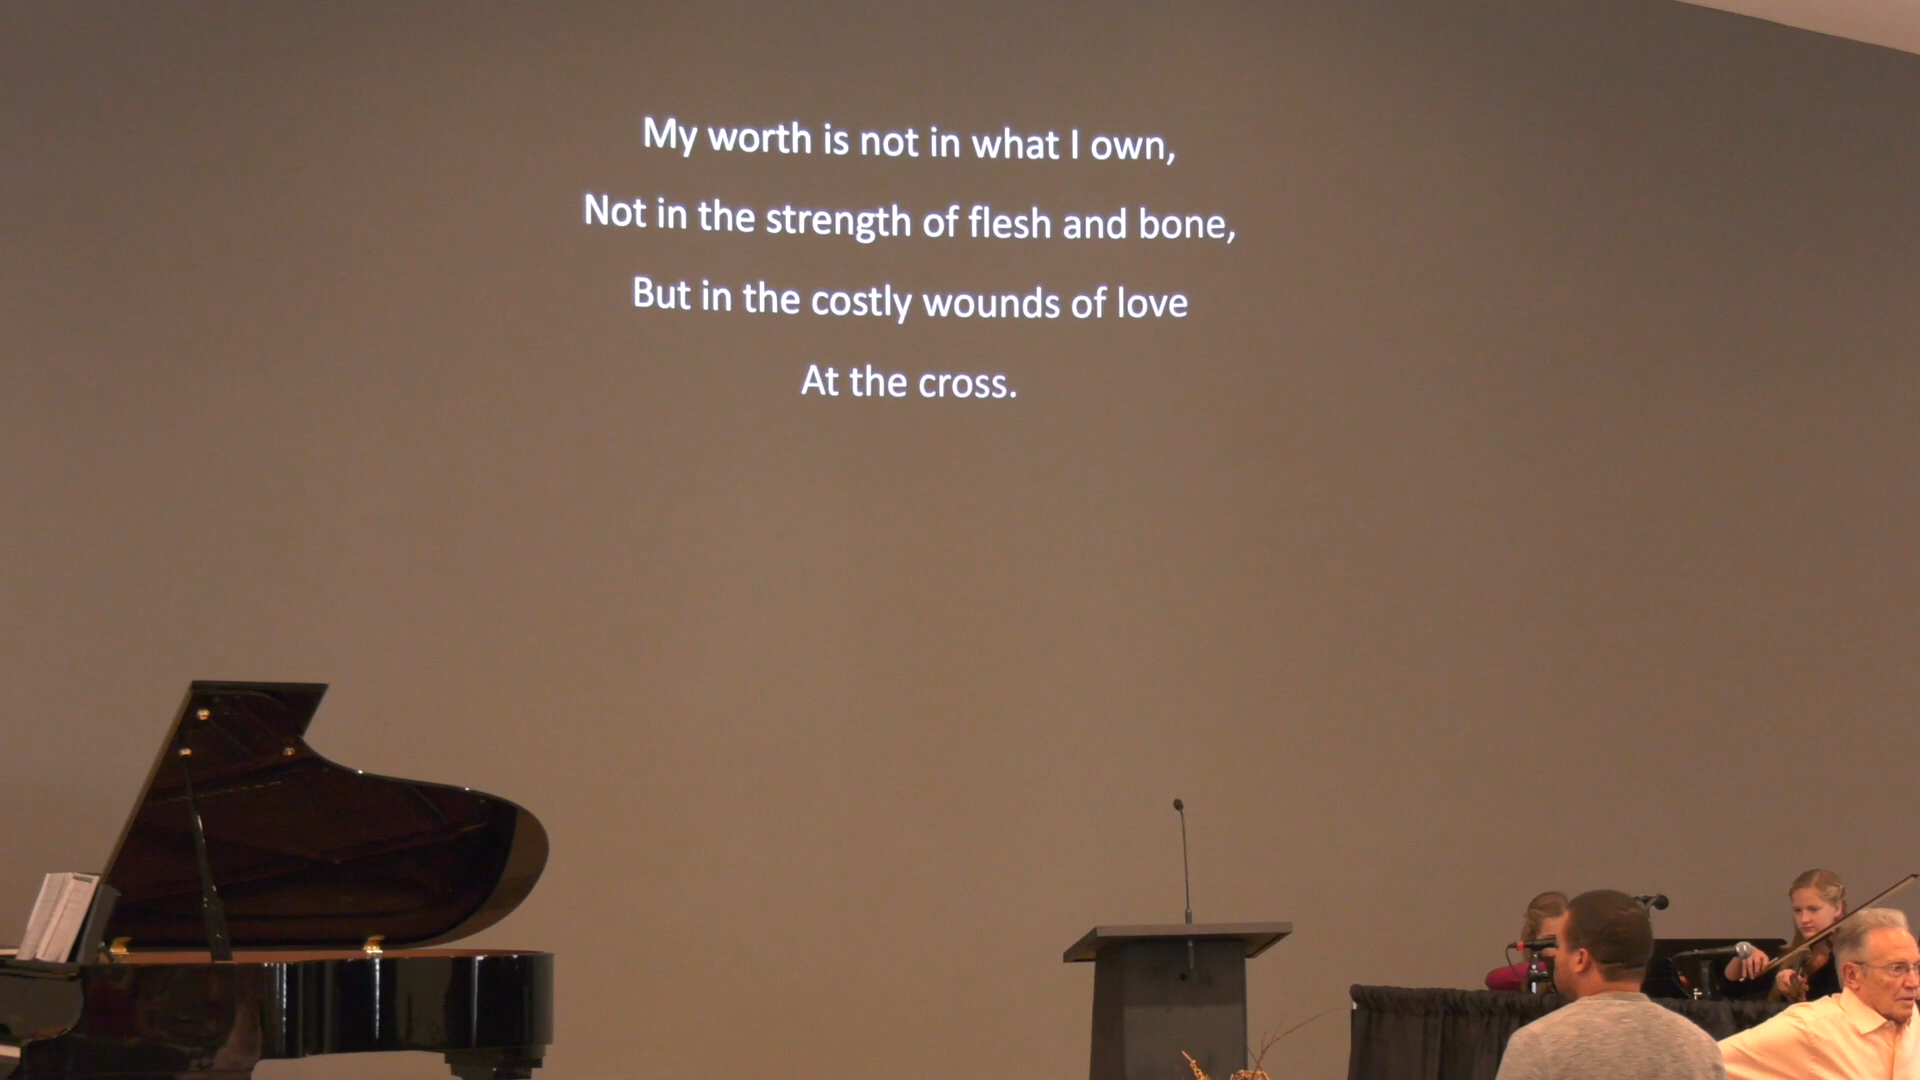 My worth is not in what I own,
Not in the strength of flesh and bone,
But in the costly wounds of love
At the cross.